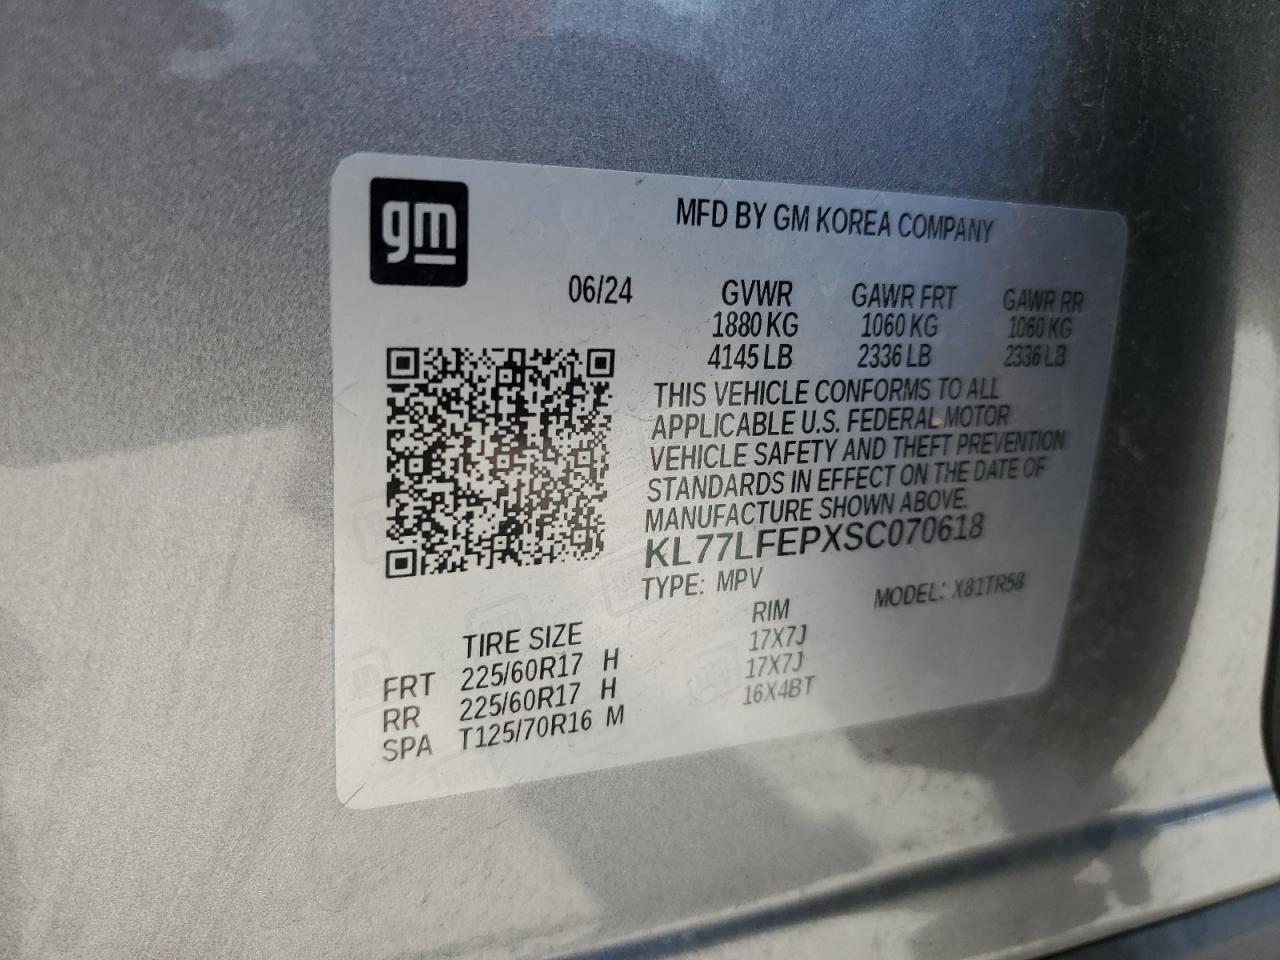 gm
MFD BY GM KOREA COMPANY
06/24 GVWR GAWR FRT GAWR RR
1880 KG 1060 KG 1060 KG
4145 LB 2336 LB 2336 LB
THIS VEHICLE CONFORMS TO ALL
APPLICABLE U.S. FEDERAL MOTOR
VEHICLE SAFETY AND THEFT PREVENTION
STANDARDS IN EFFECT ON THE DATE OF
MANUFACTURE SHOWN ABOVE.
KL77LFEPXSC070618
TYPE: MPV MODEL: X81TR58
TIRE SIZE RIM
FRT 225/60R17 H 17X7J
RR 225/60R17 H 17X7J
SPA T125/70R16 M 16X4BT